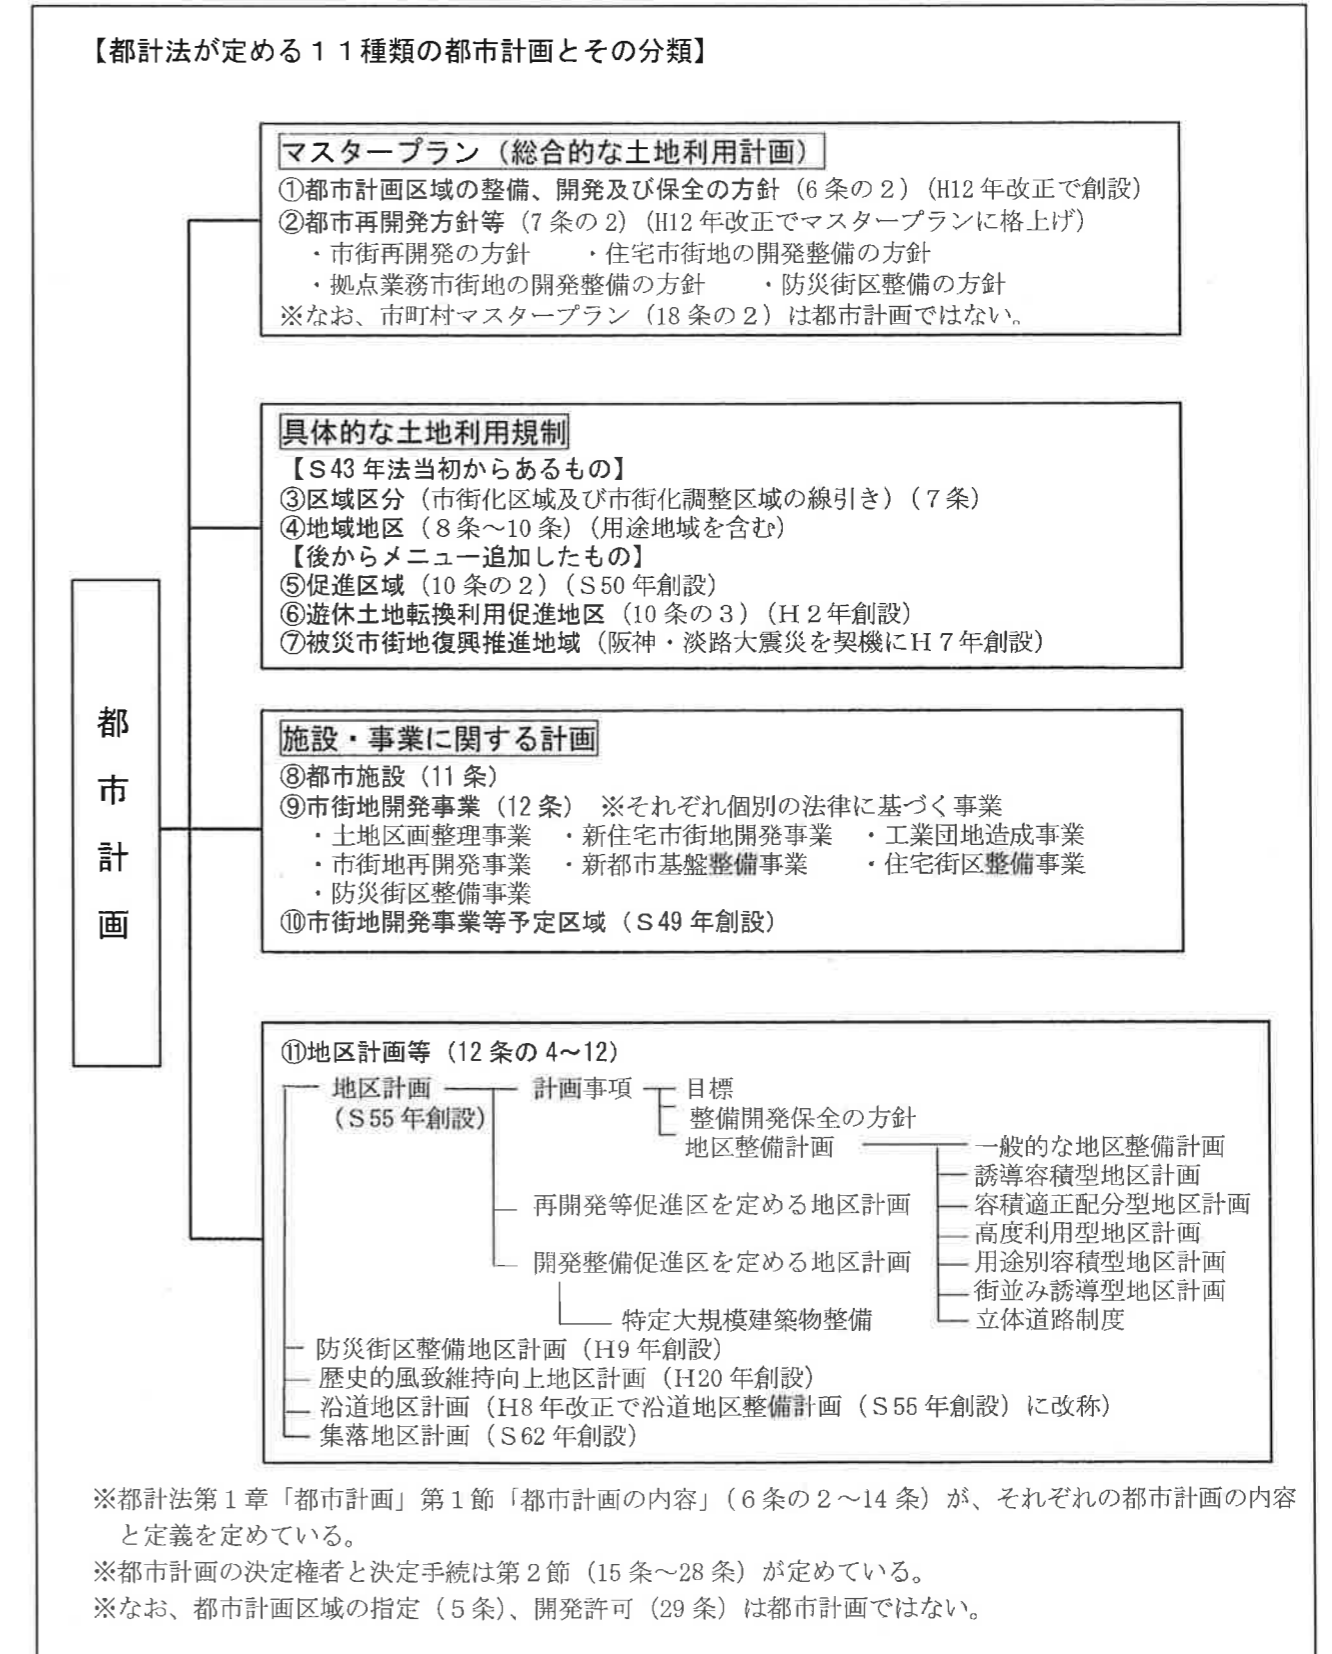 【都計法が定める11種類の都市計画とその分類】
マスタープラン（総合的な土地利用計画）
①都市計画区域の整備、開発及び保全の方針（6条の2）（H12年改正で創設）
②都市再開発方針等（7条の2）（H12年改正でマスタープランに格上げ）
・市街再開発の方針　・住宅市街地の開発整備の方針
・拠点業務市街地の開発整備の方針　・防災街区整備の方針
※なお、市町村マスタープラン（18条の2）は都市計画ではない。
具体的な土地利用規制
【S43年法当初からあるもの】
③区域区分（市街化区域及び市街化調整区域の線引き）（7条）
④地域地区（8条～10条）（用途地域を含む）
【後からメニュー追加したもの】
⑤促進区域（10条の2）（S50年創設）
⑥遊休土地転換利用促進地区（10条の3）（H2年創設）
⑦被災市街地復興推進地域（阪神・淡路大震災を契機にH7年創設）
都市計画
施設・事業に関する計画
⑧都市施設（11条）
⑨市街地開発事業（12条）　※それぞれ個別の法律に基づく事業
・土地区画整理事業　・新住宅市街地開発事業　・工業団地造成事業
・市街地再開発事業　・新都市基盤整備事業　・住宅街区整備事業
・防災街区整備事業
⑩市街地開発事業等予定区域（S49年創設）
⑪地区計画等（12条の4～12）
地区計画　計画事項　目標
（S55年創設）　整備開発保全の方針
地区整備計画　一般的な地区整備計画
誘導容積型地区計画
再開発等促進区を定める地区計画　容積適正配分型地区計画
高度利用型地区計画
開発整備促進区を定める地区計画　用途別容積型地区計画
街並み誘導型地区計画
特定大規模建築物整備　立体道路制度
防災街区整備地区計画（H9年創設）
歴史的風致維持向上地区計画（H20年創設）
沿道地区計画（H8年改正で沿道地区整備計画（S55年創設）に改称）
集落地区計画（S62年創設）
※都計法第1章「都市計画」第1節「都市計画の内容」（6条の2～14条）が、それぞれの都市計画の内容
と定義を定めている。
※都市計画の決定権者と決定手続は第2節（15条～28条）が定めている。
※なお、都市計画区域の指定（5条）、開発許可（29条）は都市計画ではない。